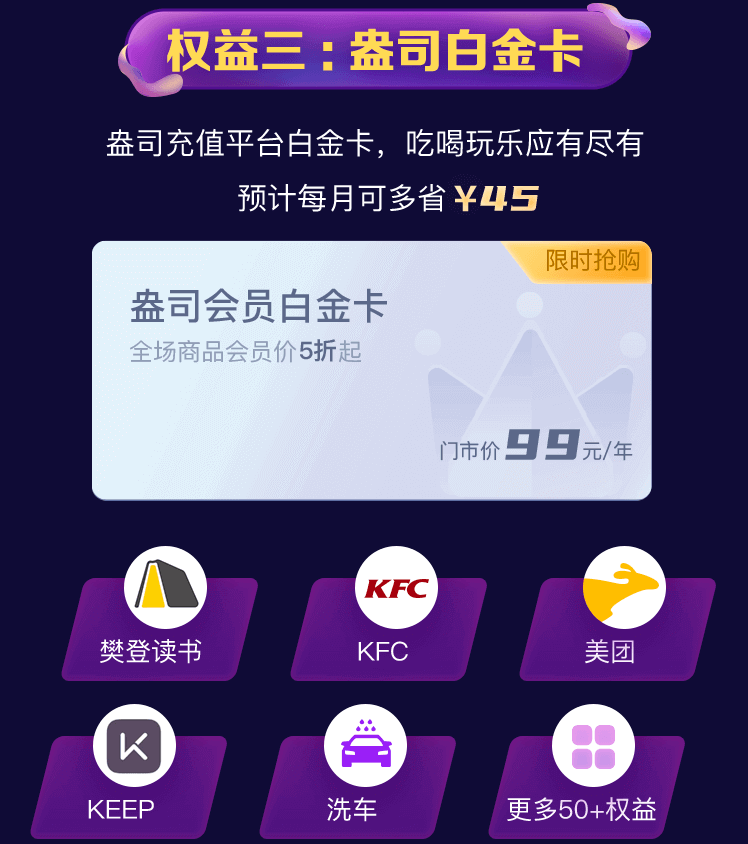 权益三：盎司白金卡
盎司充值平台白金卡，吃喝玩乐应有尽有
预计每月可多省¥45
限时抢购
盎司会员白金卡
全场商品会员价5折起
门市价99元/年
KFC
樊登读书
KFC
美团
KEEP
洗车
更多50+权益